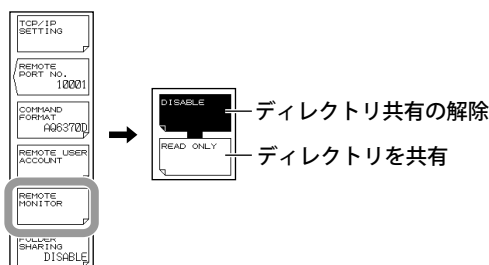 TCP/IP
SETTING
REMOTE
PORT NO.
10001
COMMAND
FORMAT
AQ6370D
REMOTE USER
ACCOUNT
REMOTE
MONITOR
FOLDER
SHARING
DISABLE
DISABLE
ディレクトリ共有の解除
READ ONLY
ディレクトリを共有